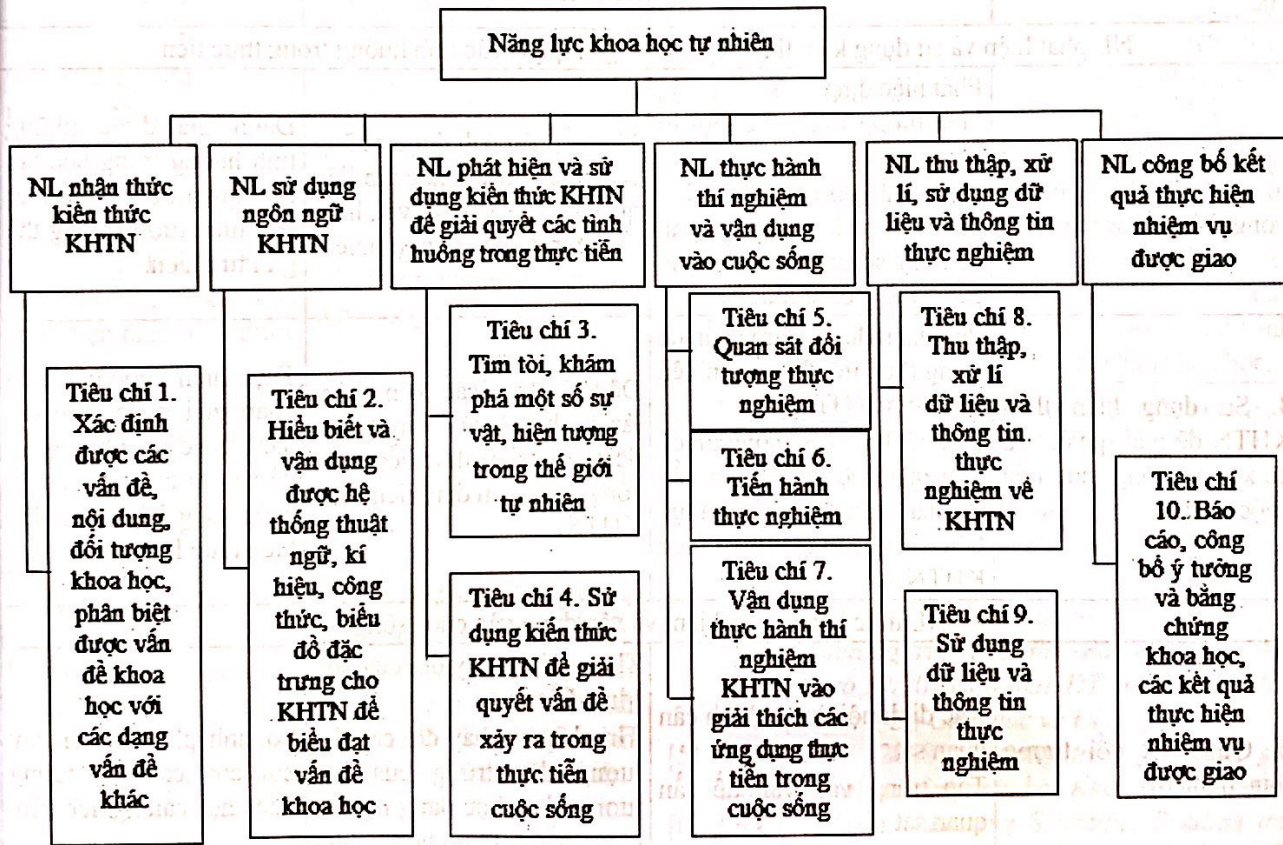 Năng lực khoa học tự nhiên
NL nhận thức
kiến thức
KHTN
NL sử dụng
ngôn ngữ
KHTN
NL phát hiện và sử
dụng kiến thức KHTN
để giải quyết các tình
huống trong thực tiễn
NL thực hành
thí nghiệm
và vận dụng
vào cuộc sống
NL thu thập, xử
lí, sử dụng dữ
liệu và thông tin
thực nghiệm
NL công bố kết
quả thực hiện
nhiệm vụ
được giao
Tiêu chí 1.
Xác định
được các
vấn đề,
nội dung,
đối tượng
khoa học,
phân biệt
được vấn
đề khoa
học với
các dạng
vấn đề
khác
Tiêu chí 2.
Hiểu biết và
vận dụng
được hệ
thống thuật
ngữ, kí
hiệu, công
thức, biểu
đồ đặc
trưng cho
KHTN để
biểu đạt
vấn đề
khoa học
Tiêu chí 3.
Tìm tòi, khám
phá một số sự
vật, hiện tượng
trong thế giới
tự nhiên
Tiêu chí 4. Sử
dụng kiến thức
KHTN để giải
quyết vấn đề
xảy ra trong
thực tiễn
cuộc sống
Tiêu chí 5.
Quan sát đối
tượng thực
nghiệm
Tiêu chí 6.
Tiến hành
thực nghiệm
Tiêu chí 7.
Vận dụng
thực hành thí
nghiệm
KHTN vào
giải thích các
ứng dụng thực
tiễn trong
cuộc sống
Tiêu chí 8.
Thu thập,
xử lí
dữ liệu và
thông tin
thực
nghiệm về
KHTN
Tiêu chí 9.
Sử dụng
dữ liệu và
thông tin
thực
nghiệm
Tiêu chí
10. Báo
cáo, công
bố ý tưởng
và bằng
chứng
khoa học,
các kết quả
thực hiện
nhiệm vụ
được giao